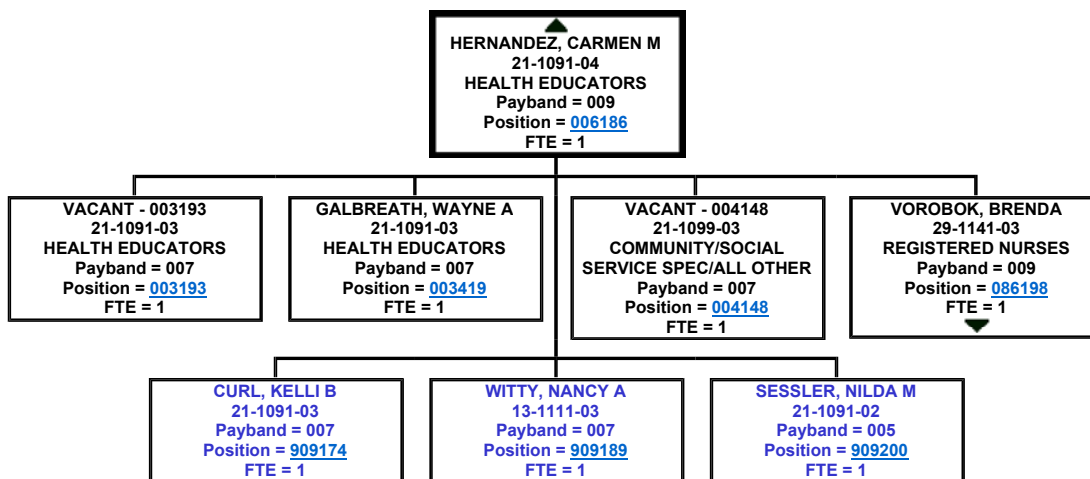 HERNANDEZ, CARMEN M
21-1091-04
HEALTH EDUCATORS
Payband = 009
Position = 006186
FTE = 1
VACANT - 003193
21-1091-03
HEALTH EDUCATORS
Payband = 007
Position = 003193
FTE = 1
GALBREATH, WAYNE A
21-1091-03
HEALTH EDUCATORS
Payband = 007
Position = 003419
FTE = 1
VACANT - 004148
21-1099-03
COMMUNITY/SOCIAL
SERVICE SPEC/ALL OTHER
Payband = 007
Position = 004148
FTE = 1
VOROBOK, BRENDA
29-1141-03
REGISTERED NURSES
Payband = 009
Position = 086198
FTE = 1
CURL, KELLI B
21-1091-03
Payband = 007
Position = 909174
FTE = 1
WITTY, NANCY A
13-1111-03
Payband = 007
Position = 909189
FTE = 1
SESSLER, NILDA M
21-1091-02
Payband = 005
Position = 909200
FTE = 1